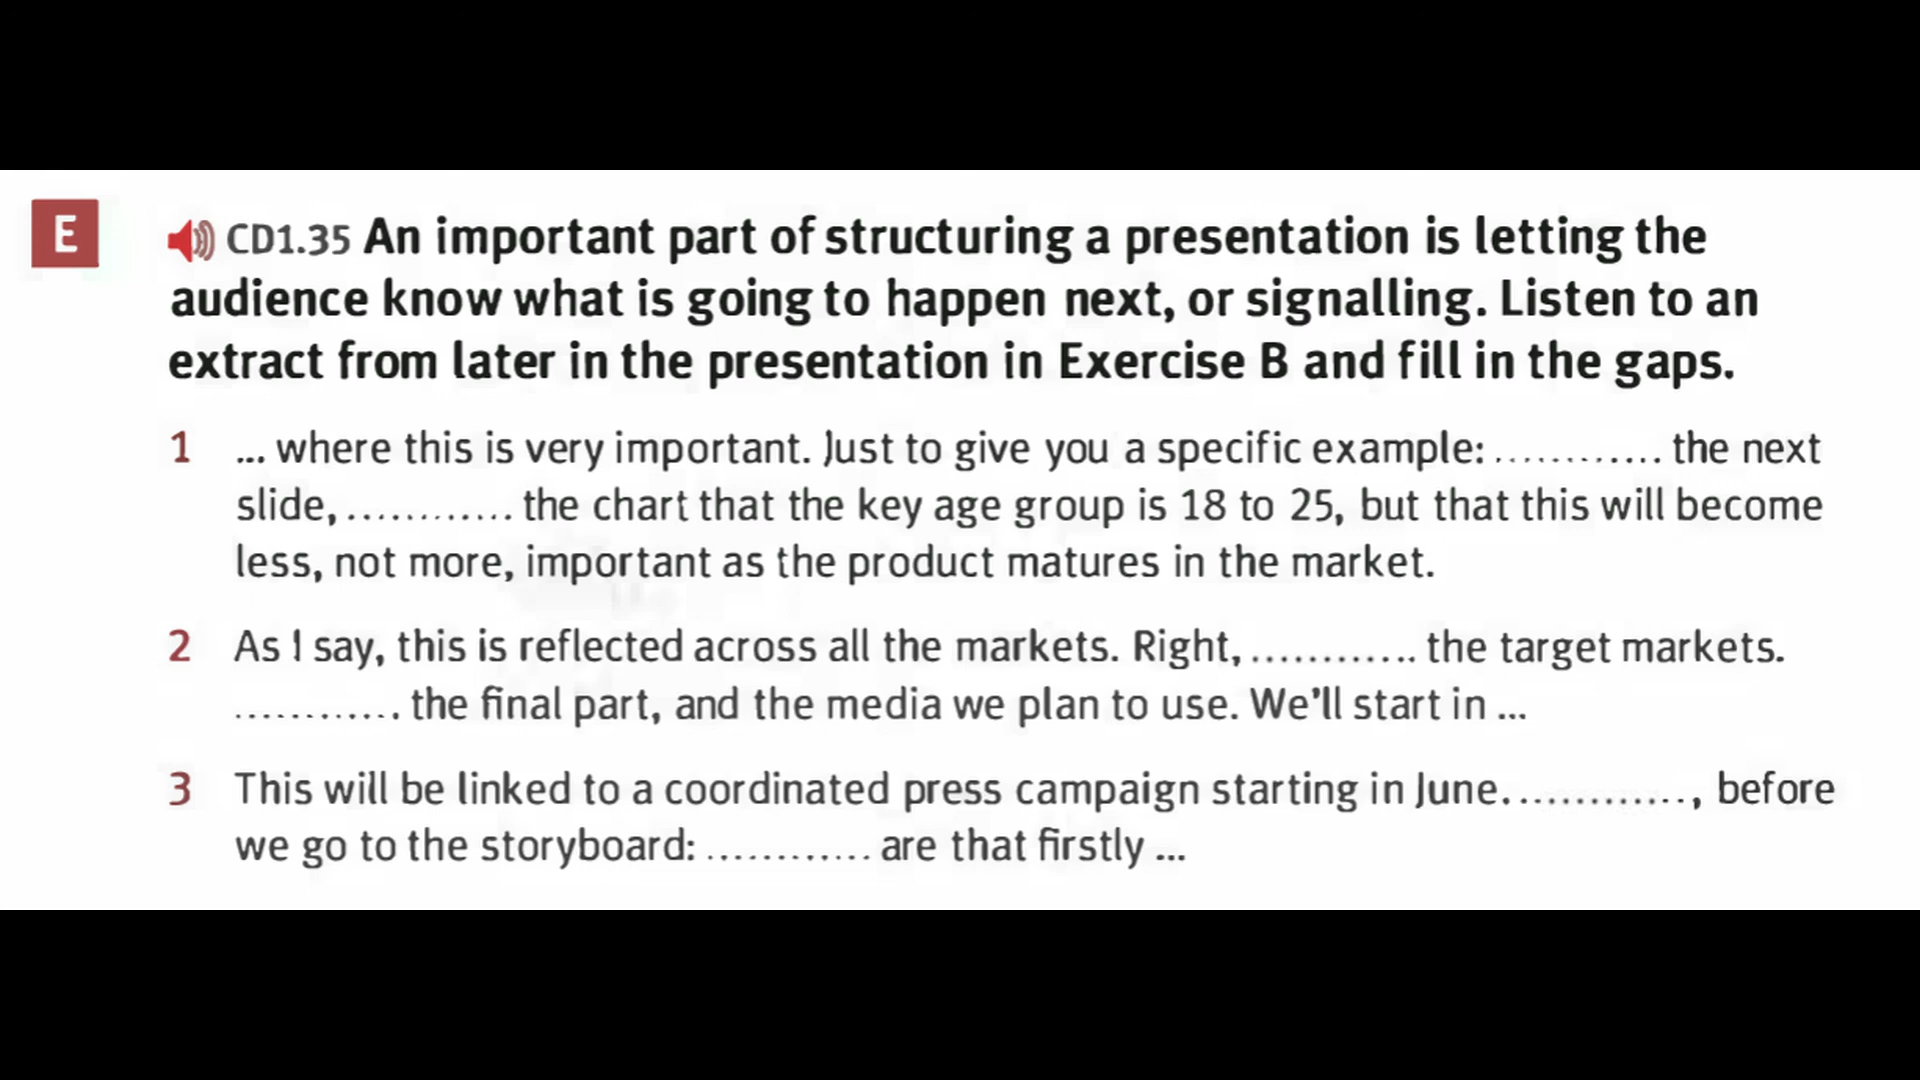 E
CD1.35 An important part of structuring a presentation is letting the
audience know what is going to happen next, or signalling. Listen to an
extract from later in the presentation in Exercise B and fill in the gaps.
1 ... where this is very important. Just to give you a specific example: ............ the next
slide, ............ the chart that the key age group is 18 to 25, but that this will become
less, not more, important as the product matures in the market.
2 As I say, this is reflected across all the markets. Right, ............ the target markets.
............ the final part, and the media we plan to use. We'll start in ...
3 This will be linked to a coordinated press campaign starting in June. ............, before
we go to the storyboard: ............ are that firstly ...